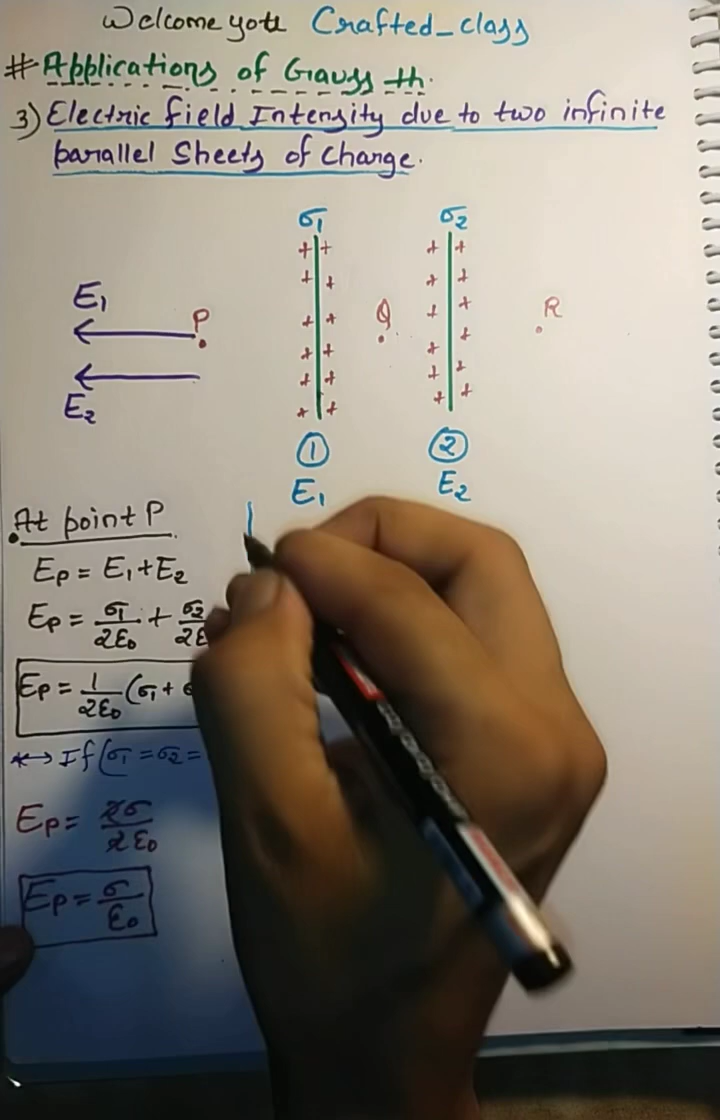 Welcome yote Crafted_class
# Applications of Gauss th.
3) Electric field Intensity due to two infinite
parallel Sheets of Charge.
σ₁ σ₂
E₁
P Q R
E₂
① ②
E₁ E₂
At point P
Eₚ = E₁ + E₂
Eₚ = σ₁/2ε₀ + σ₂/2ε
Eₚ = 1/2ε₀ (σ₁ +
*→ If (σ₁ = σ₂ =
Eₚ = 2σ/2ε₀
Eₚ = σ/ε₀